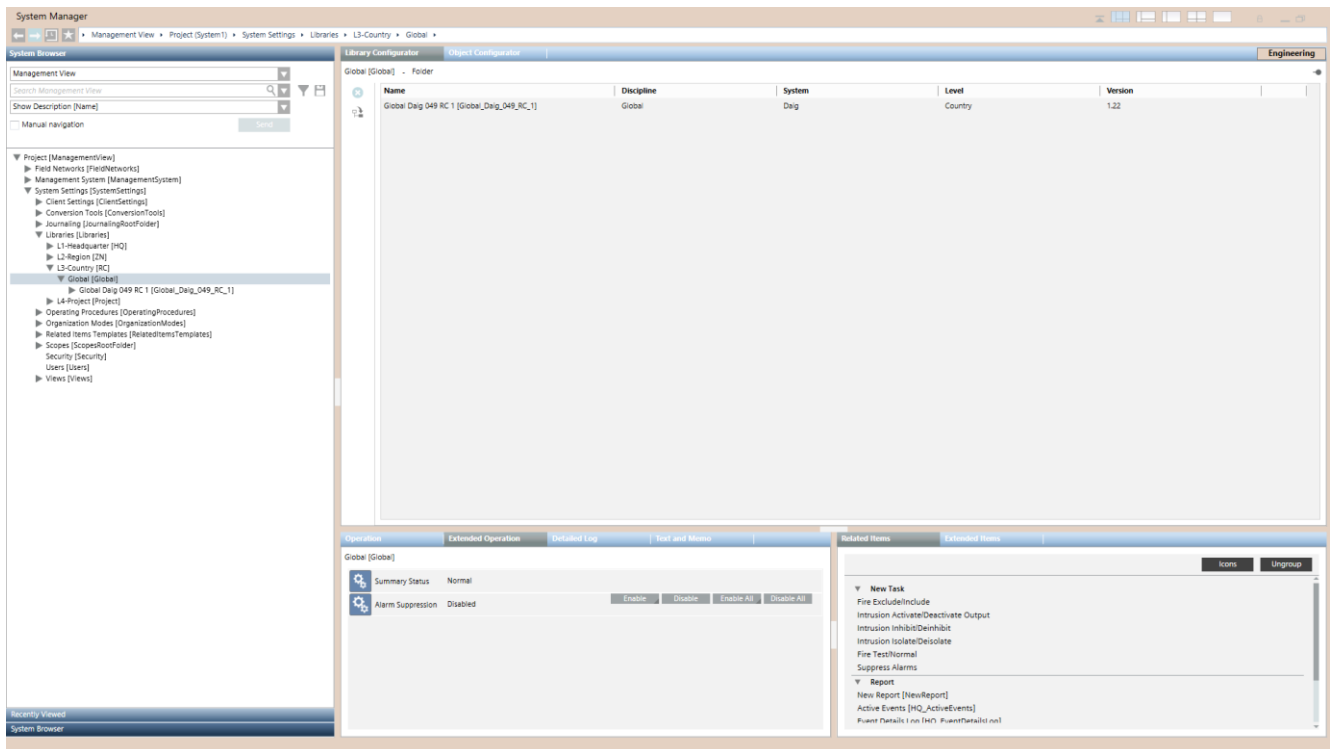 System Manager
Management View ▸ Project (System1) ▸ System Settings ▸ Libraries ▸ L3-Country ▸ Global ▸
System Browser
Management View
Search Management View
Show Description [Name]
Manual navigation
Send
Project [ManagementView]
Field Networks [FieldNetworks]
Management System [ManagementSystem]
System Settings [SystemSettings]
Client Settings [ClientSettings]
Conversion Tools [ConversionTools]
Journaling [JournalingRootFolder]
Libraries [Libraries]
L1-Headquarter [HQ]
L2-Region [ZN]
L3-Country [RC]
Global [Global]
Global Daig 049 RC 1 [Global_Daig_049_RC_1]
L4-Project [Project]
Operating Procedures [OperatingProcedures]
Organization Modes [OrganizationModes]
Related Items Templates [RelatedItemsTemplates]
Scopes [ScopesRootFolder]
Security [Security]
Users [Users]
Views [Views]
Recently Viewed
System Browser
Library Configurator Object Configurator Engineering
Global [Global] - Folder
Name Discipline System Level Version
Global Daig 049 RC 1 [Global_Daig_049_RC_1] Global Daig Country 1.22
Operation Extended Operation Detailed Log Text and Memo
Global [Global]
Summary Status Normal
Alarm Suppression Disabled Enable Disable Enable All Disable All
Related Items Extended Items
Icons Ungroup
New Task
Fire Exclude/Include
Intrusion Activate/Deactivate Output
Intrusion Inhibit/Deinhibit
Intrusion Isolate/Deisolate
Fire Test/Normal
Suppress Alarms
Report
New Report [NewReport]
Active Events [HQ_ActiveEvents]
Event Details Log [HQ_EventDetailsLog]